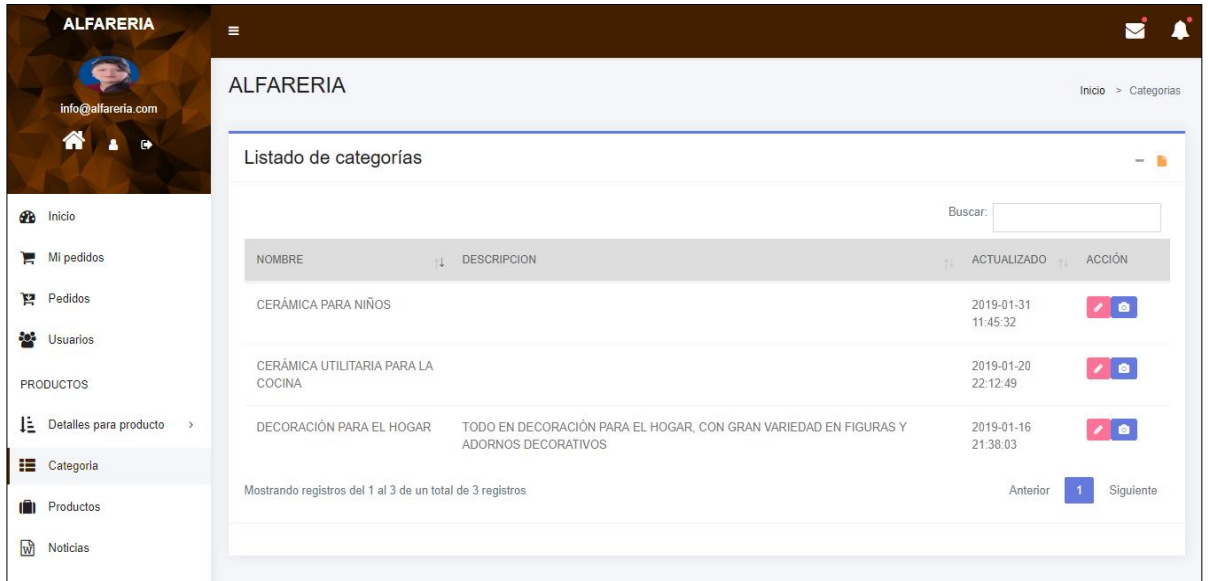 ALFARERIA
info@alfareria.com
Inicio
Mi pedidos
Pedidos
Usuarios
PRODUCTOS
Detalles para producto >
Categoria
Productos
Noticias
ALFARERIA
Inicio > Categorias
Listado de categorías
Buscar:
NOMBRE DESCRIPCION ACTUALIZADO ACCIÓN
CERÁMICA PARA NIÑOS 2019-01-31
11:45:32
CERÁMICA UTILITARIA PARA LA 2019-01-20
COCINA 22:12:49
DECORACIÓN PARA EL HOGAR TODO EN DECORACIÓN PARA EL HOGAR, CON GRAN VARIEDAD EN FIGURAS Y 2019-01-16
ADORNOS DECORATIVOS 21:38:03
Mostrando registros del 1 al 3 de un total de 3 registros Anterior 1 Siguiente